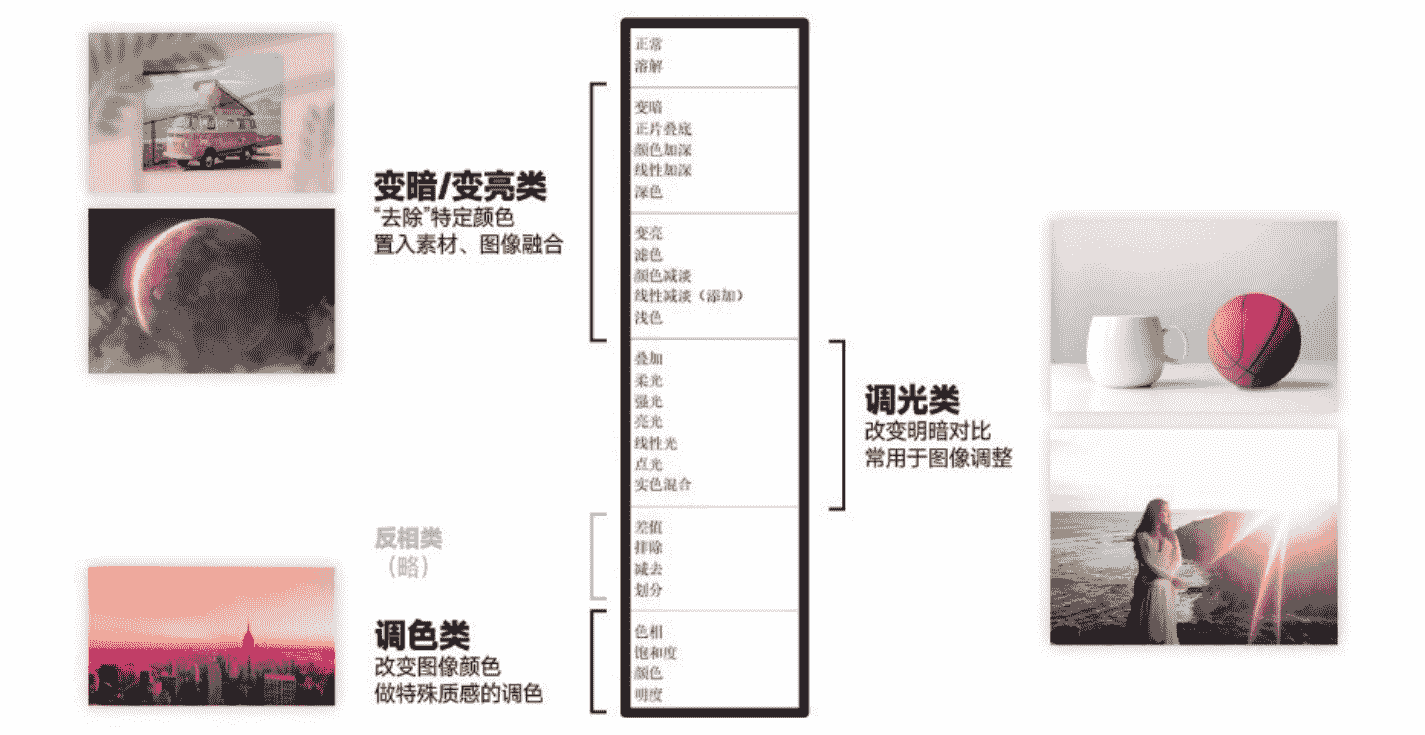 正常
溶解
变暗
正片叠底
颜色加深
线性加深
深色
变亮
滤色
颜色减淡
线性减淡（添加）
浅色
叠加
柔光
强光
亮光
线性光
点光
实色混合
差值
排除
减去
划分
色相
饱和度
颜色
明度
变暗/变亮类
“去除”特定颜色
置入素材、图像融合
调光类
改变明暗对比
常用于图像调整
反相类
（略）
调色类
改变图像颜色
做特殊质感的调色